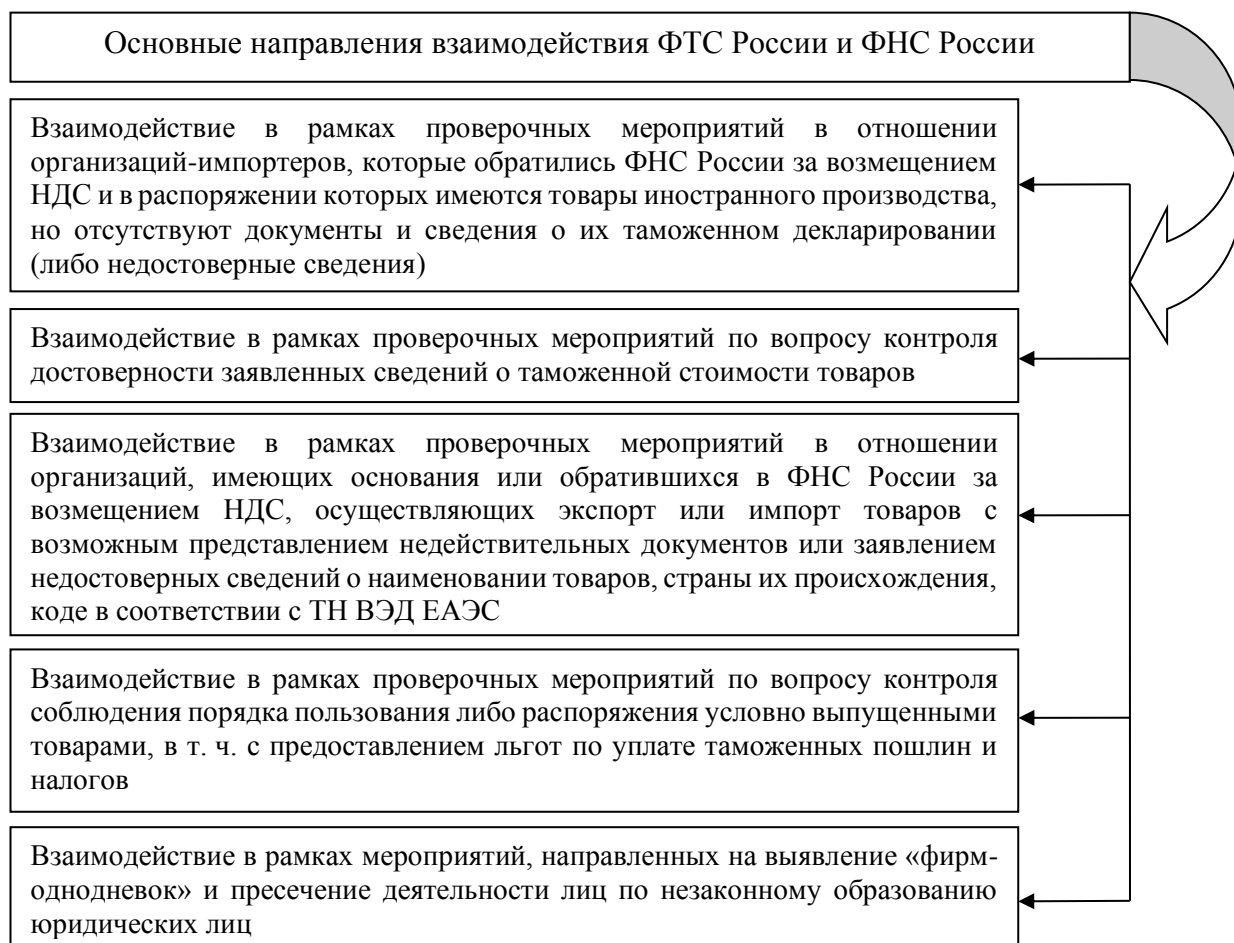 Основные направления взаимодействия ФТС России и ФНС России
Взаимодействие в рамках проверочных мероприятий в отношении
организаций-импортеров, которые обратились ФНС России за возмещением
НДС и в распоряжении которых имеются товары иностранного производства,
но отсутствуют документы и сведения о их таможенном декларировании
(либо недостоверные сведения)
Взаимодействие в рамках проверочных мероприятий по вопросу контроля
достоверности заявленных сведений о таможенной стоимости товаров
Взаимодействие в рамках проверочных мероприятий в отношении
организаций, имеющих основания или обратившихся в ФНС России за
возмещением НДС, осуществляющих экспорт или импорт товаров с
возможным представлением недействительных документов или заявлением
недостоверных сведений о наименовании товаров, страны их происхождения,
коде в соответствии с ТН ВЭД ЕАЭС
Взаимодействие в рамках проверочных мероприятий по вопросу контроля
соблюдения порядка пользования либо распоряжения условно выпущенными
товарами, в т. ч. с предоставлением льгот по уплате таможенных пошлин и
налогов
Взаимодействие в рамках мероприятий, направленных на выявление «фирм-
однодневок» и пресечение деятельности лиц по незаконному образованию
юридических лиц